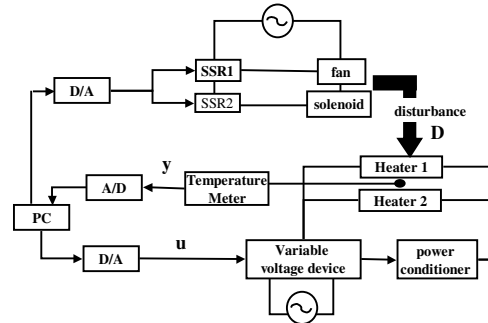 SSR1
fan
D/A
SSR2
solenoid
disturbance
D
y
Heater 1
A/D
Temperature
Meter
Heater 2
PC
u
D/A
Variable
voltage device
power
conditioner